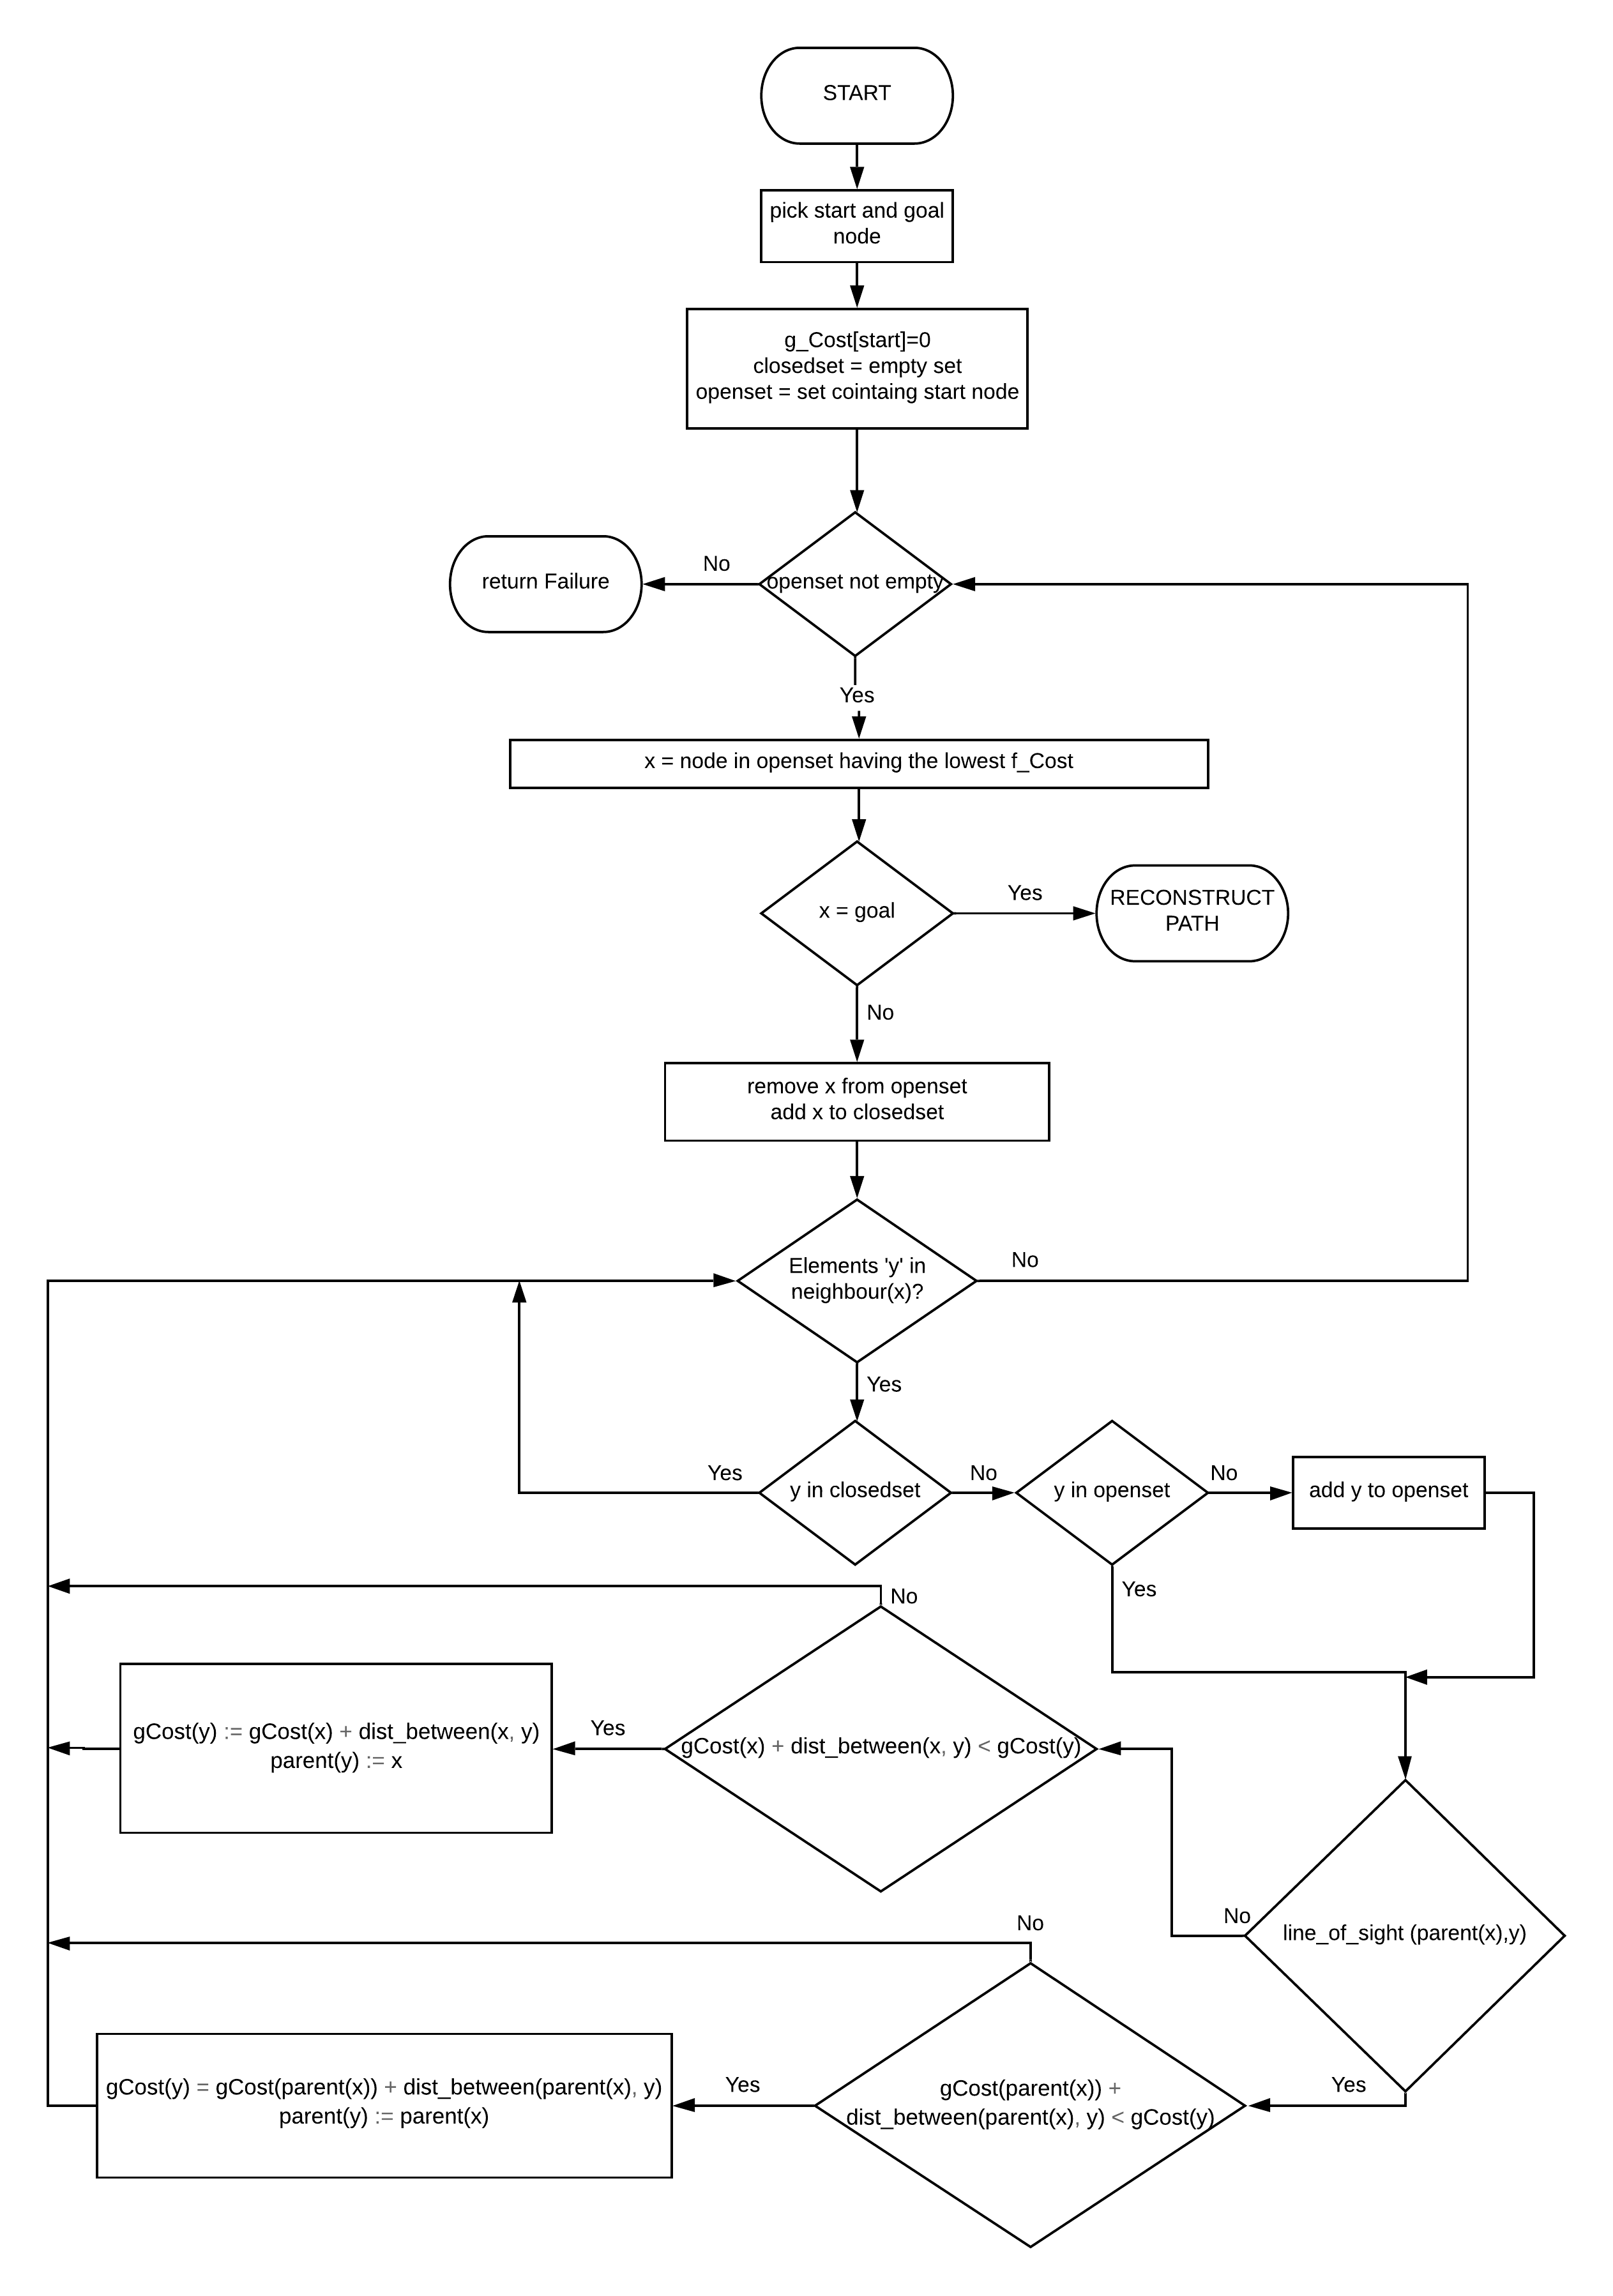 START
pick start and goal
node
g_Cost[start]=0
closedset = empty set
openset = set cointaing start node
No
return Failure
openset not empty
Yes
x = node in openset having the lowest f_Cost
x = goal
Yes
RECONSTRUCT
PATH
No
remove x from openset
add x to closedset
Elements 'y' in
neighbour(x)?
No
Yes
Yes
y in closedset
No
y in openset
No
add y to openset
Yes
No
gCost(y) := gCost(x) + dist_between(x, y)
parent(y) := x
Yes
gCost(x) + dist_between(x, y) < gCost(y)
No
line_of_sight (parent(x),y)
No
gCost(y) = gCost(parent(x)) + dist_between(parent(x), y)
parent(y) := parent(x)
Yes
gCost(parent(x)) +
dist_between(parent(x), y) < gCost(y)
Yes